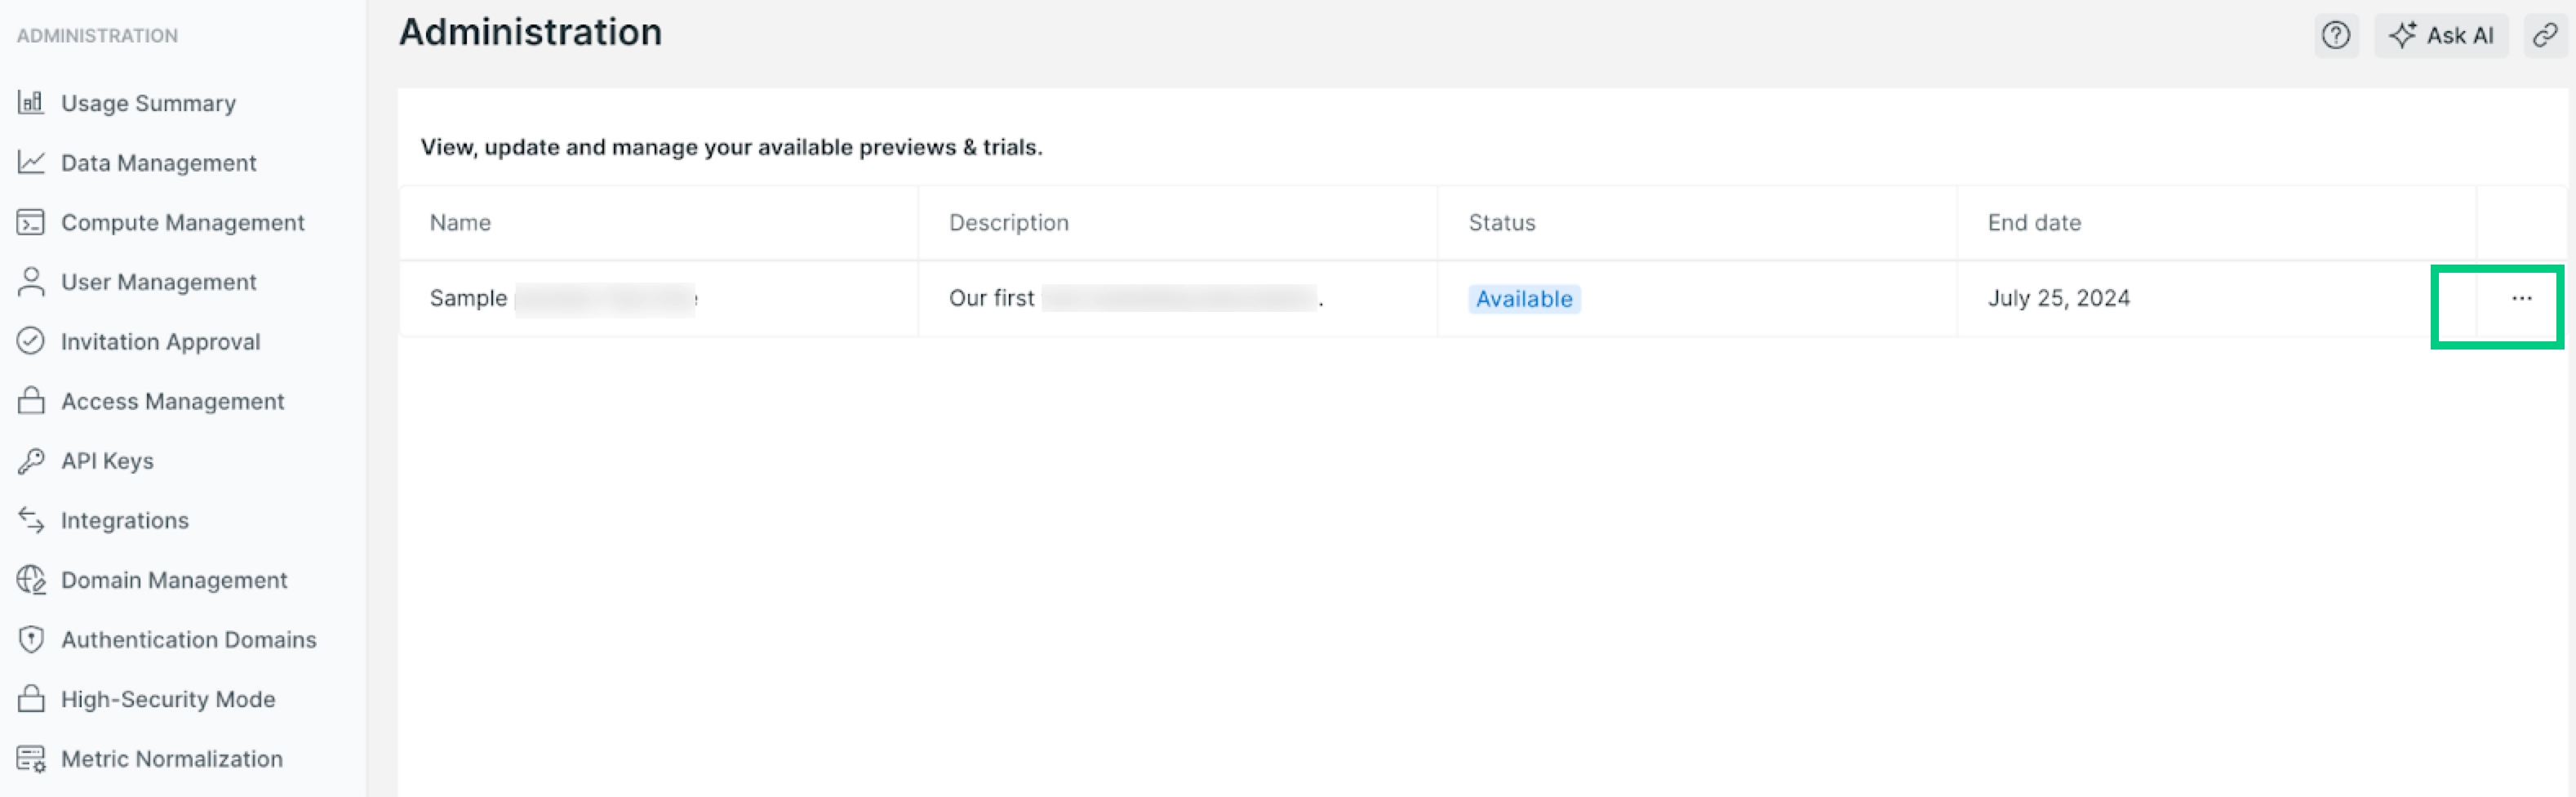 ADMINISTRATION
Usage Summary
Data Management
Compute Management
User Management
Invitation Approval
Access Management
API Keys
Integrations
Domain Management
Authentication Domains
High-Security Mode
Metric Normalization
Administration
Ask AI
View, update and manage your available previews & trials.
Name Description Status End date
Sample Our first . Available July 25, 2024 ...